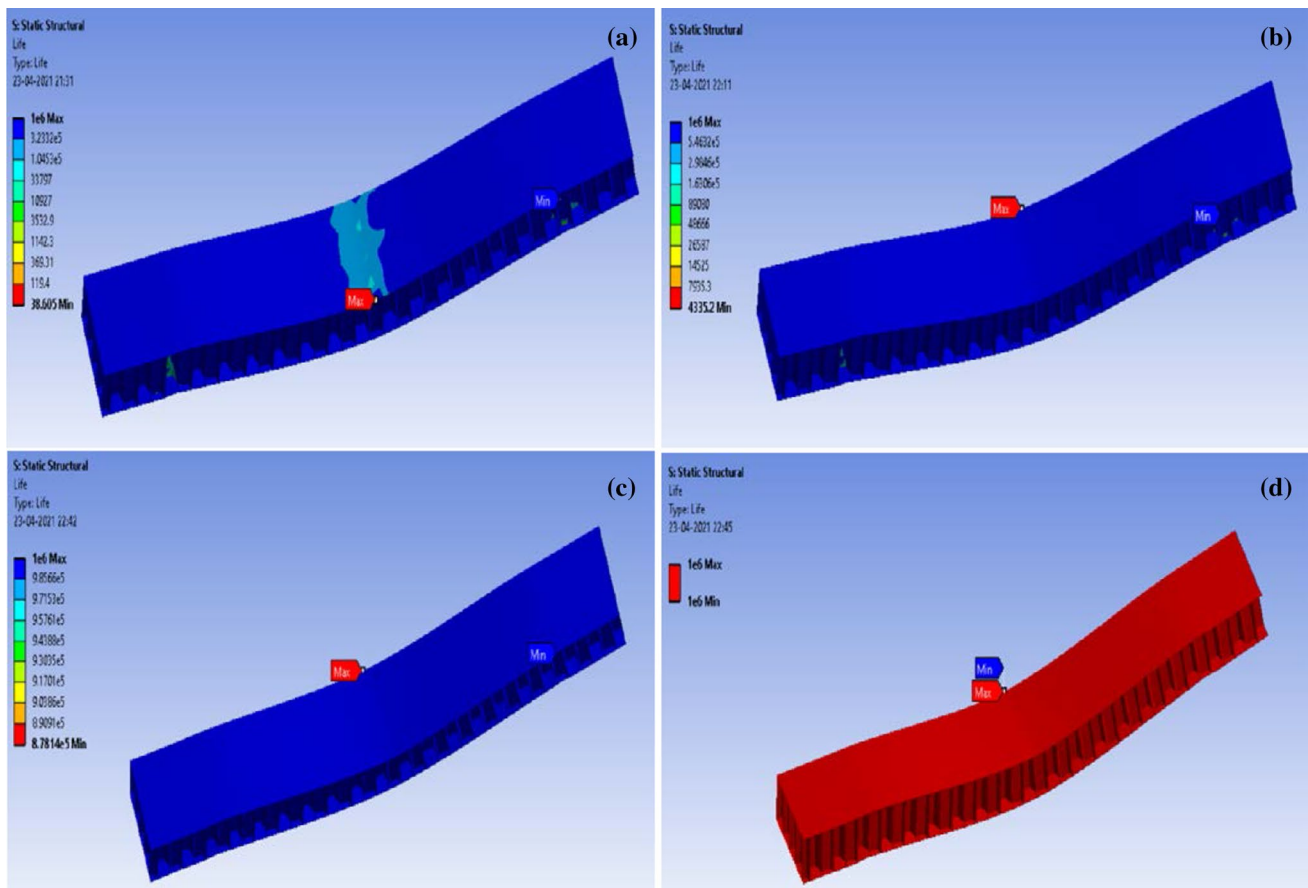 S: Static Structural
Life
Type: Life
23-04-2021 21:31
(a)
1e6 Max
3.2332e5
1.0453e5
33797
10927
3532.9
1142.3
369.31
119.4
38.605 Min
Min
Max
S: Static Structural
Life
Type: Life
23-04-2021 22:11
(b)
1e6 Max
5.4632e5
2.9846e5
1.6306e5
89080
48666
26587
14525
7935.3
4335.2 Min
Max
Min
S: Static Structural
Life
Type: Life
23-04-2021 22:42
(c)
1e6 Max
9.8566e5
9.7153e5
9.5761e5
9.4388e5
9.3035e5
9.1701e5
9.0386e5
8.9091e5
8.7814e5 Min
Max
Min
S: Static Structural
Life
Type: Life
23-04-2021 22:45
(d)
1e6 Max
1e6 Min
Min
Max